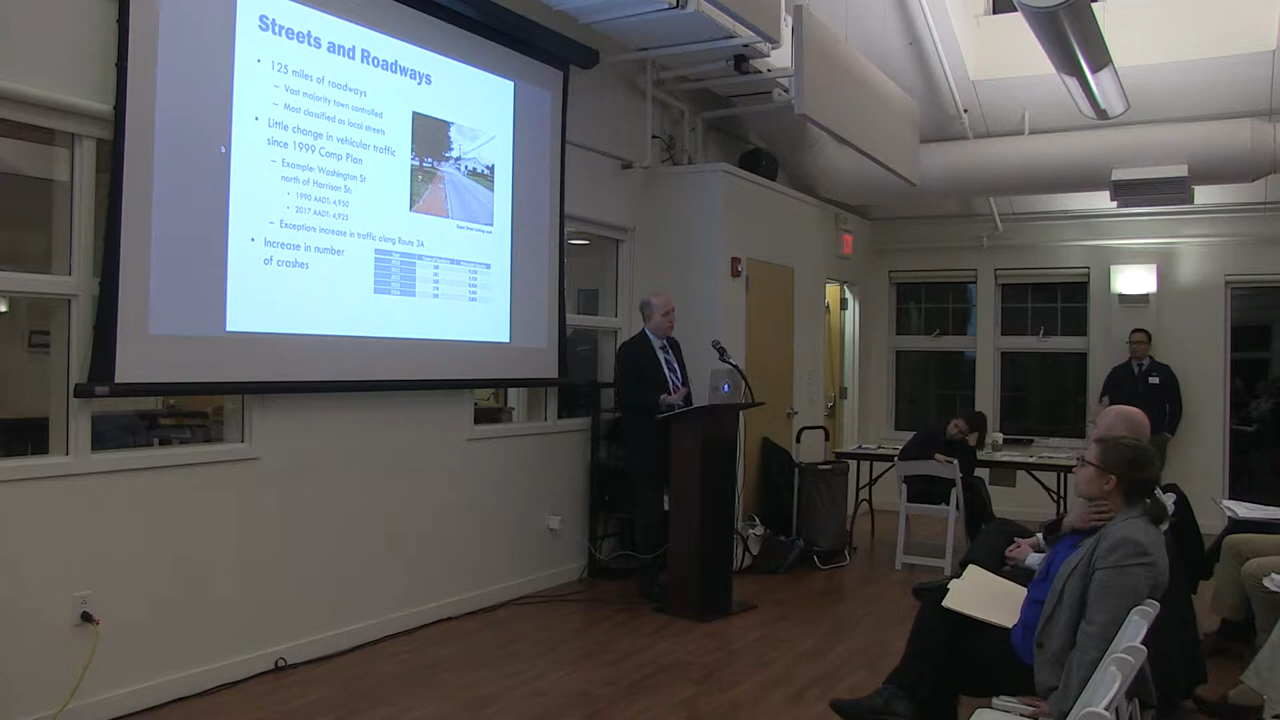 Streets and Roadways
• 125 miles of roadways
– Vast majority town controlled
– Most classified as local streets
• Little change in vehicular traffic
since 1999 Comp Plan
– Example: Washington St
north of Harrison St:
• 1990 AADT: 4,950
• 2017 AADT: 4,925
– Exception: increase in traffic along Route 3A
• Increase in number
of crashes